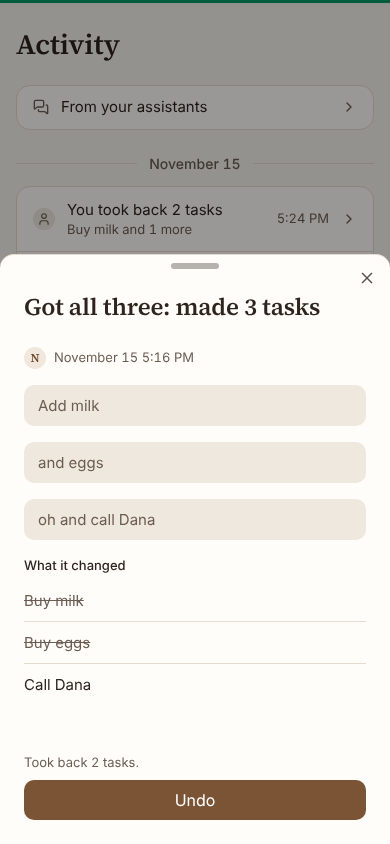 Activity
From your assistants
November 15
You took back 2 tasks
5:24 PM
Buy milk and 1 more
Got all three: made 3 tasks
N
November 15 5:16 PM
Add milk
and eggs
oh and call Dana
What it changed
Buy milk
Buy eggs
Call Dana
Took back 2 tasks.
Undo